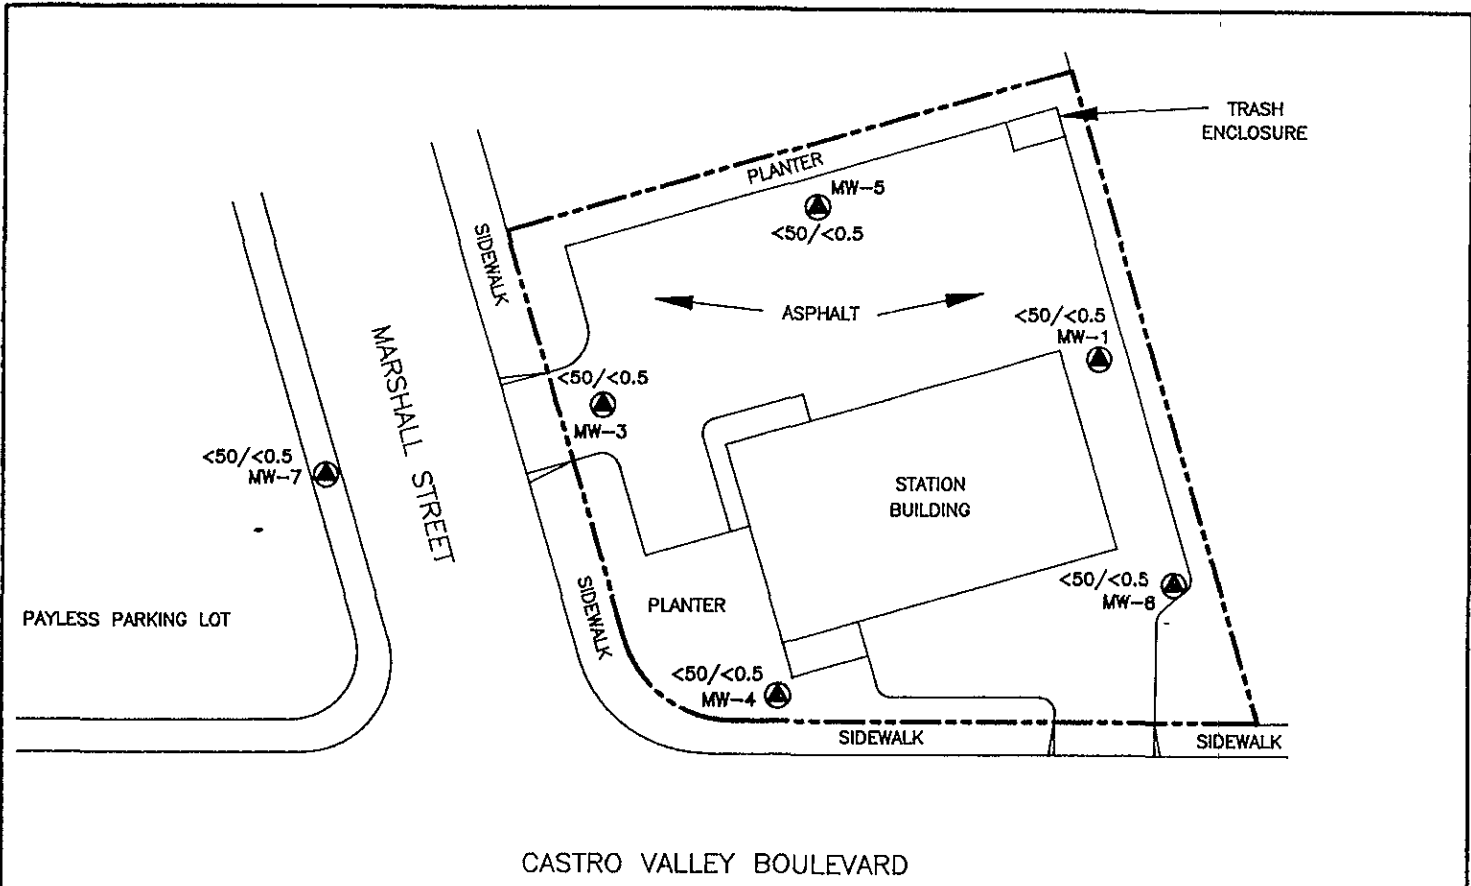 TRASH
ENCLOSURE
PLANTER
MW-5
<50/<0.5
SIDEWALK
ASPHALT
<50/<0.5
MW-1
MARSHALL STREET
<50/<0.5
MW-3
<50/<0.5
MW-7
STATION
BUILDING
<50/<0.5
MW-8
SIDEWALK
PLANTER
PAYLESS PARKING LOT
<50/<0.5
MW-4
SIDEWALK
SIDEWALK
CASTRO VALLEY BOULEVARD